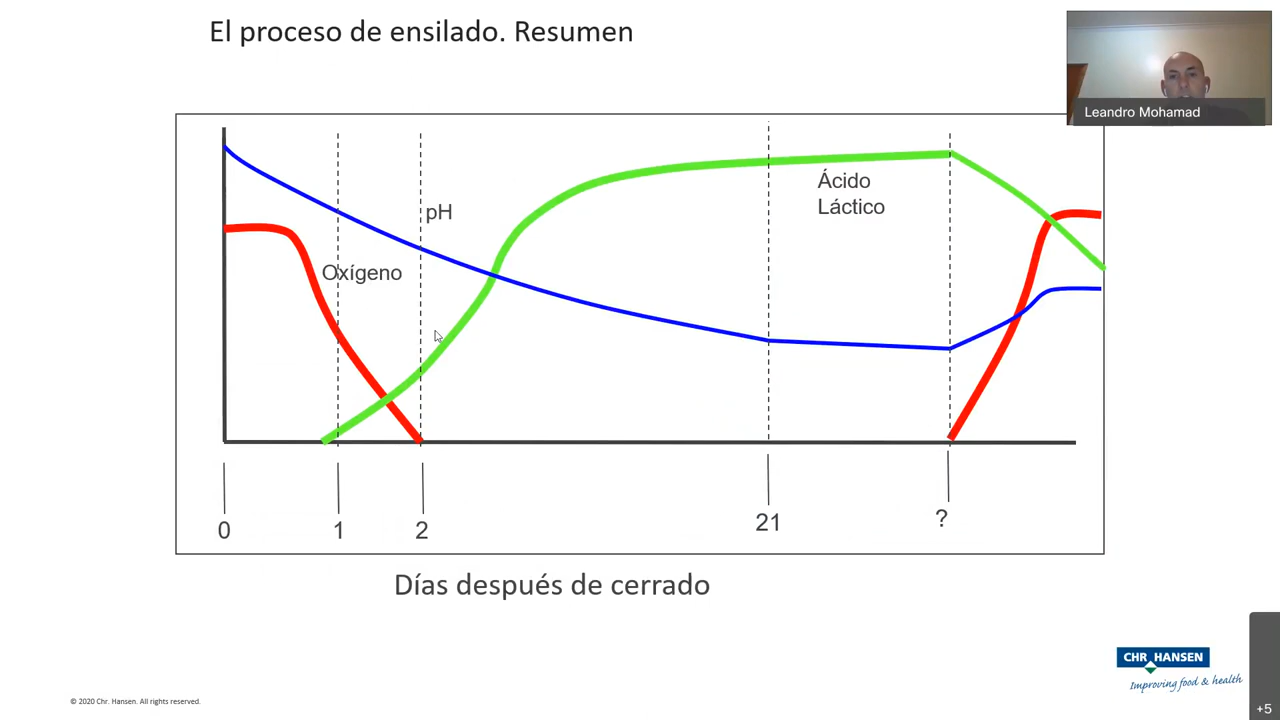 El proceso de ensilado. Resumen
Leandro Mohamad
Ácido
Láctico
pH
Oxígeno
0
1
2
21
?
Días después de cerrado
CHR HANSEN
Improving food & health
© 2020 Chr. Hansen. All rights reserved.
+5